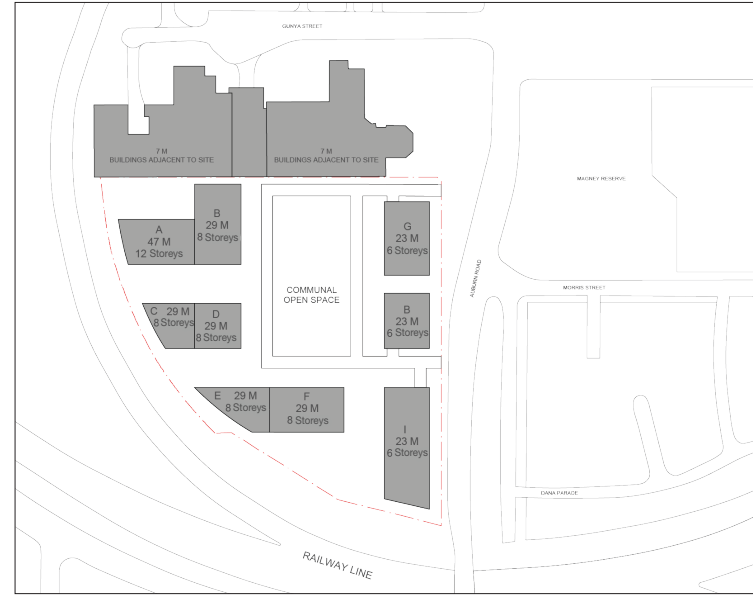 GUNYA STREET
7 M
BUILDINGS ADJACENT TO SITE
7 M
BUILDINGS ADJACENT TO SITE
MAGNEY RESERVE
A
47 M
12 Storeys
B
29 M
8 Storeys
G
23 M
6 Storeys
AUBURN ROAD
MORRIS STREET
COMMUNAL
OPEN SPACE
C 29 M
8 Storeys
D
29 M
8 Storeys
B
23 M
6 Storeys
E 29 M
8 Storeys
F
29 M
8 Storeys
I
23 M
6 Storeys
DANA PARADE
RAILWAY LINE